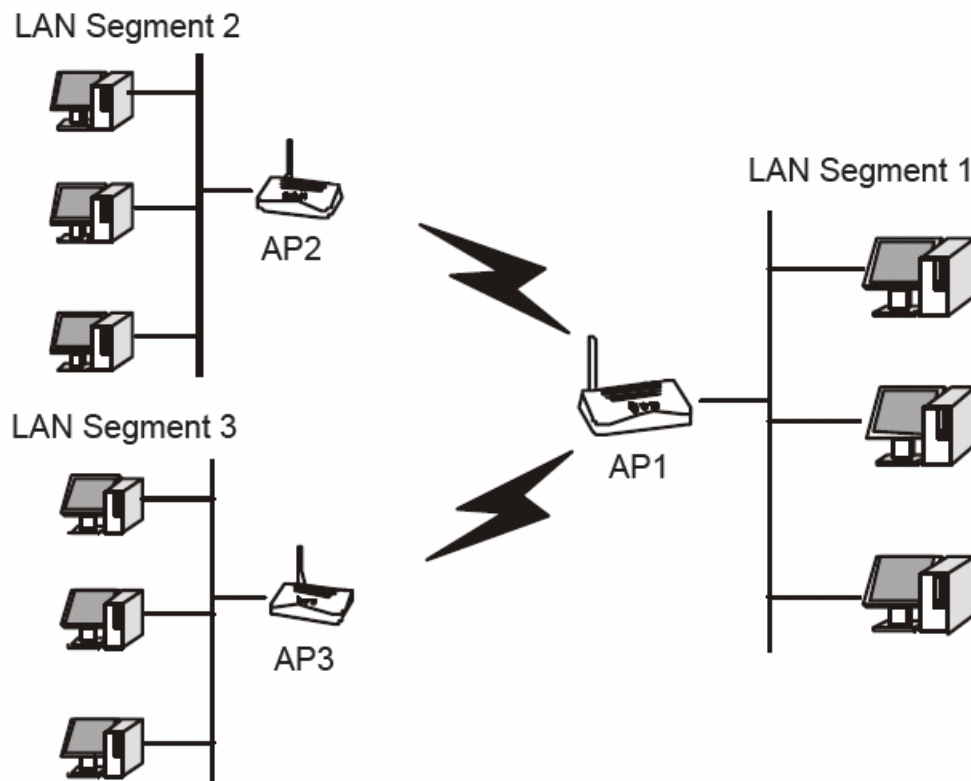 LAN Segment 2
AP2
LAN Segment 1
AP1
LAN Segment 3
AP3